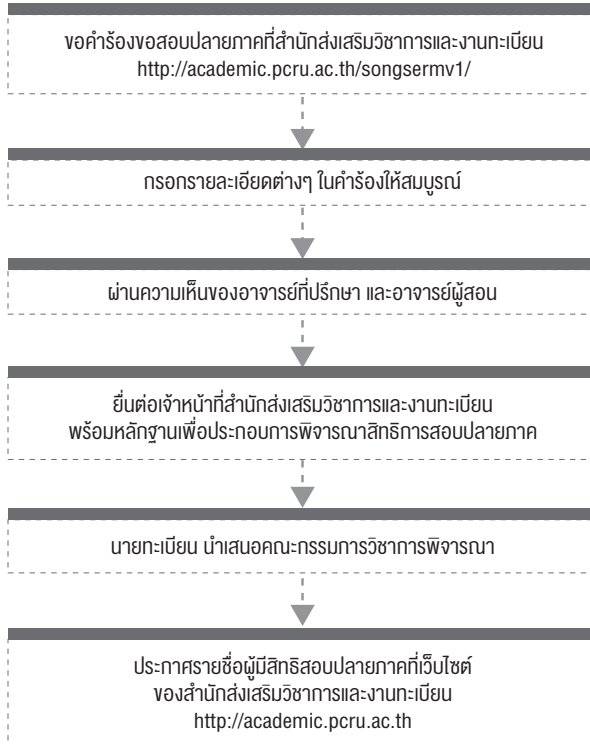 ขอคำร้องขอสอบปลายภาคที่สำนักส่งเสริมวิชาการและงานทะเบียน
http://academic.pcru.ac.th/songsermv1/
กรอกรายละเอียดต่างๆ ในคำร้องให้สมบูรณ์
ผ่านความเห็นของอาจารย์ที่ปรึกษา และอาจารย์ผู้สอน
ยื่นต่อเจ้าหน้าที่สำนักส่งเสริมวิชาการและงานทะเบียน
พร้อมหลักฐานเพื่อประกอบการพิจารณาสิทธิการสอบปลายภาค
นายทะเบียน นำเสนอคณะกรรมการวิชาการพิจารณา
ประกาศรายชื่อผู้มีสิทธิสอบปลายภาคที่เว็บไซต์
ของสำนักส่งเสริมวิชาการและงานทะเบียน
http://academic.pcru.ac.th